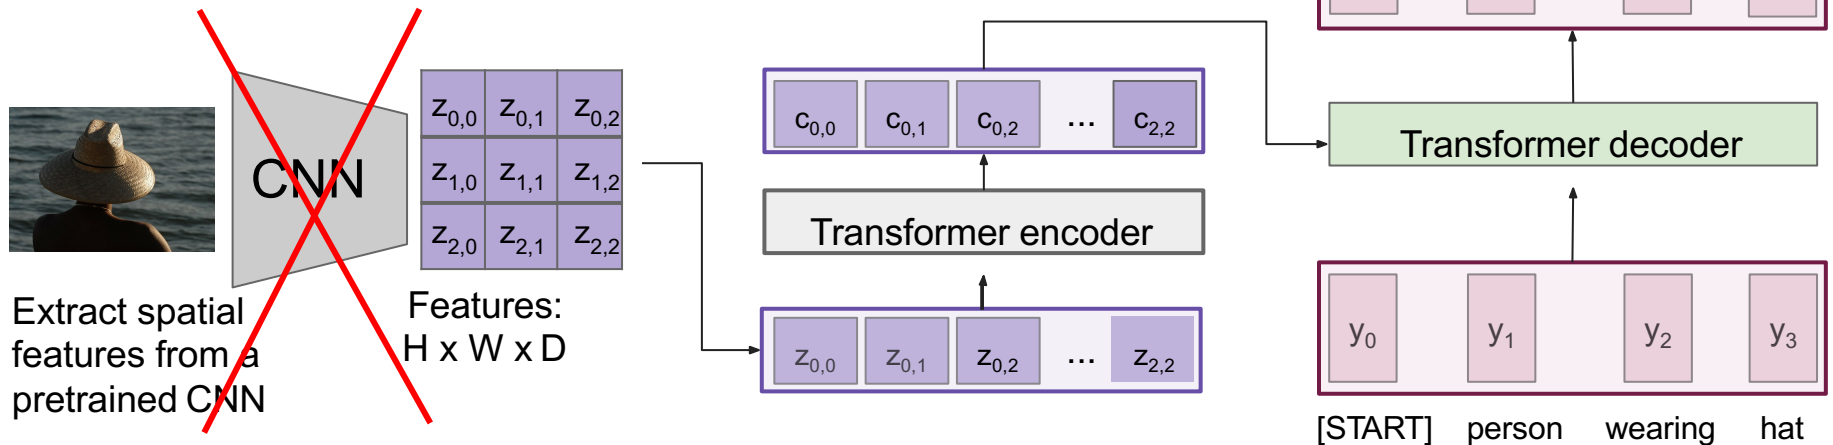 CNN
z0,0 z0,1 z0,2
z1,0 z1,1 z1,2
z2,0 z2,1 z2,2
Extract spatial
features from a
pretrained CNN
Features:
H x W x D
c0,0 c0,1 c0,2 ... c2,2
Transformer encoder
z0,0 z0,1 z0,2 ... z2,2
Transformer decoder
y0 y1 y2 y3
[START] person wearing hat